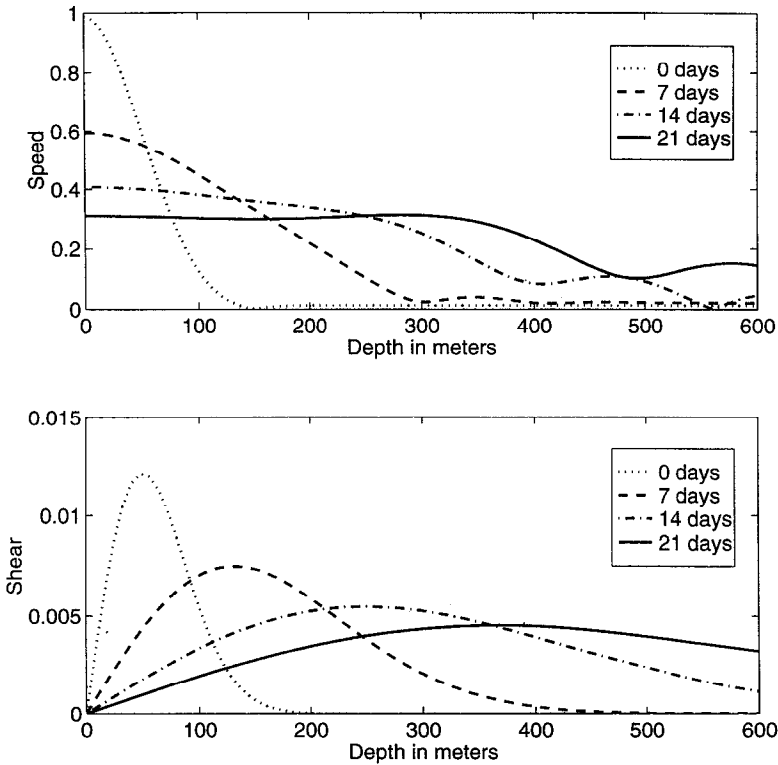 1
0.8
0.6
0.4
0.2
0
Speed
0 days
7 days
14 days
21 days
0 100 200 300 400 500 600
Depth in meters
0.015
0.01
0.005
0
Shear
0 days
7 days
14 days
21 days
0 100 200 300 400 500 600
Depth in meters